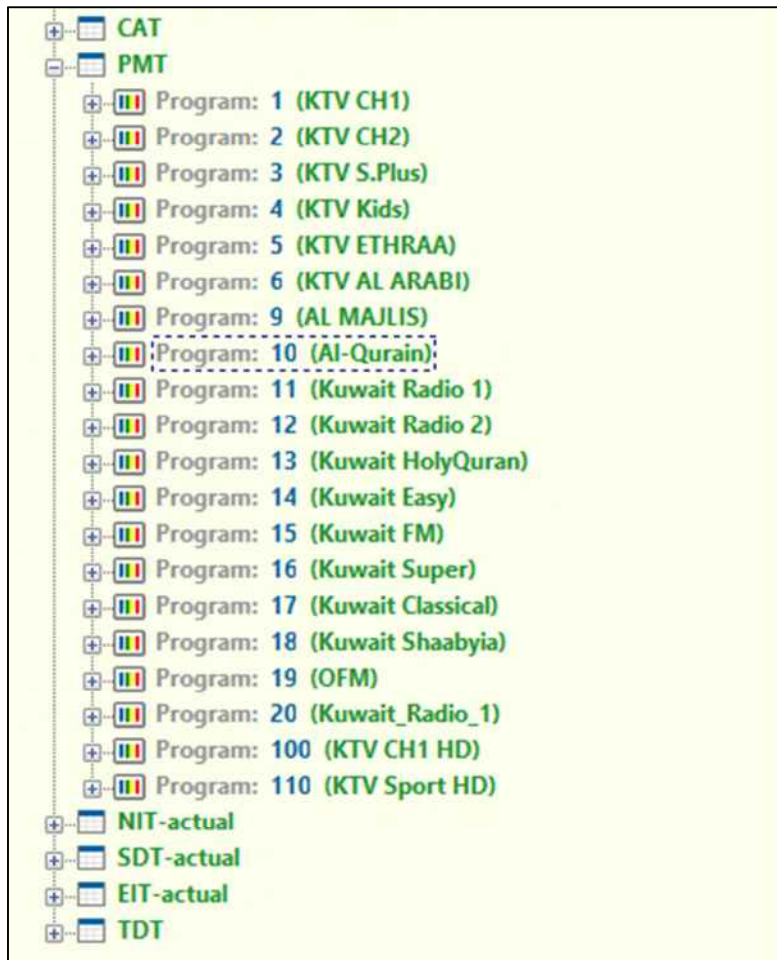 CAT
PMT
Program: 1 (KTV CH1)
Program: 2 (KTV CH2)
Program: 3 (KTV S.Plus)
Program: 4 (KTV Kids)
Program: 5 (KTV ETHRAA)
Program: 6 (KTV AL ARABI)
Program: 9 (AL MAJLIS)
Program: 10 (Al-Qurain)
Program: 11 (Kuwait Radio 1)
Program: 12 (Kuwait Radio 2)
Program: 13 (Kuwait HolyQuran)
Program: 14 (Kuwait Easy)
Program: 15 (Kuwait FM)
Program: 16 (Kuwait Super)
Program: 17 (Kuwait Classical)
Program: 18 (Kuwait Shaabyia)
Program: 19 (OFM)
Program: 20 (Kuwait_Radio_1)
Program: 100 (KTV CH1 HD)
Program: 110 (KTV Sport HD)
NIT-actual
SDT-actual
EIT-actual
TDT